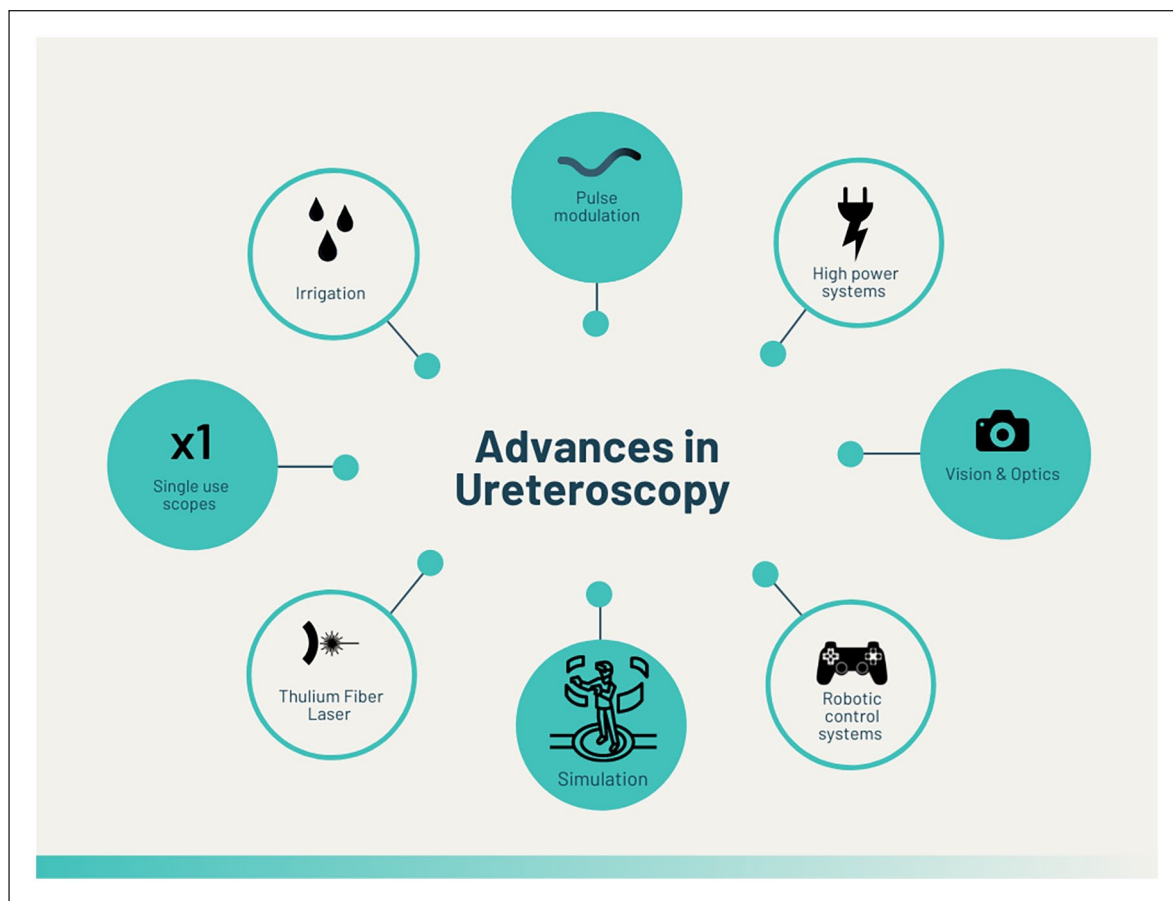 Pulse
modulation
High power
systems
Irrigation
Advances in
Ureteroscopy
x1
Single use
scopes
Vision & Optics
Thulium Fiber
Laser
Robotic
control
systems
Simulation